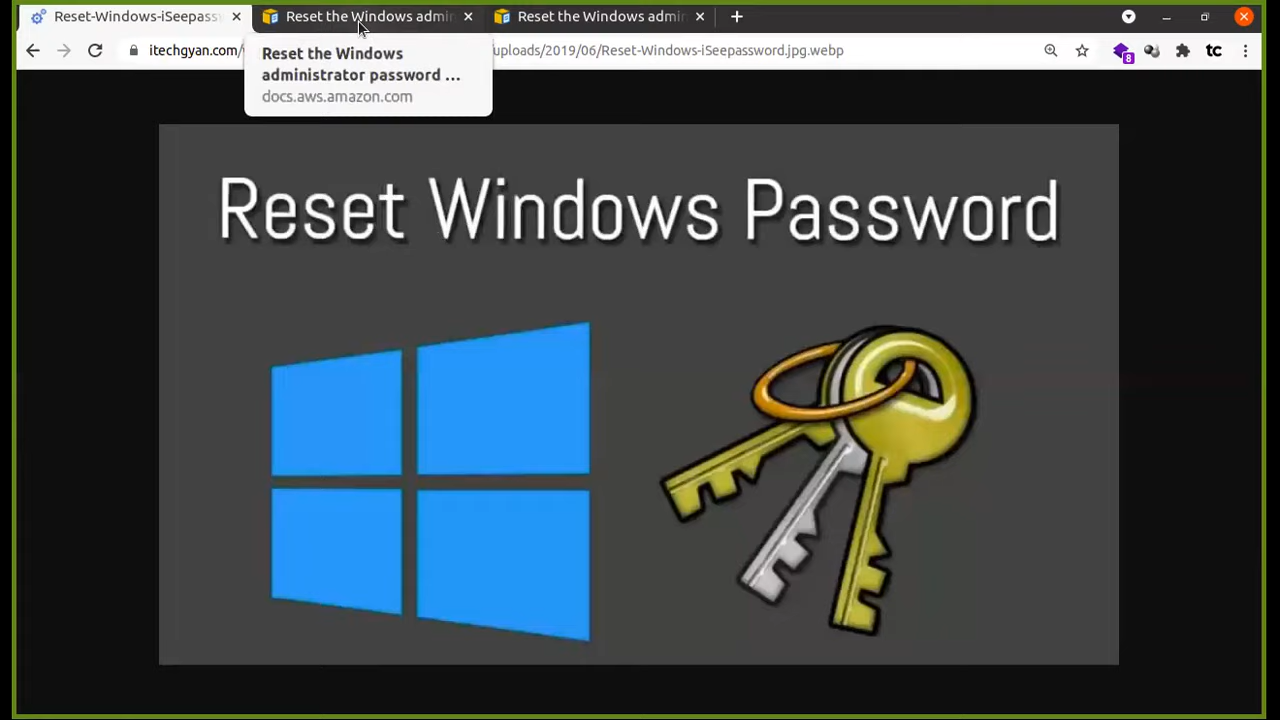 Reset-Windows-iSeepass
Reset the Windows admi
Reset the Windows admi
itechgyan.com/
uploads/2019/06/Reset-Windows-iSeepassword.jpg.webp
8
tc
Reset the Windows
administrator password ...
docs.aws.amazon.com
Reset Windows Password